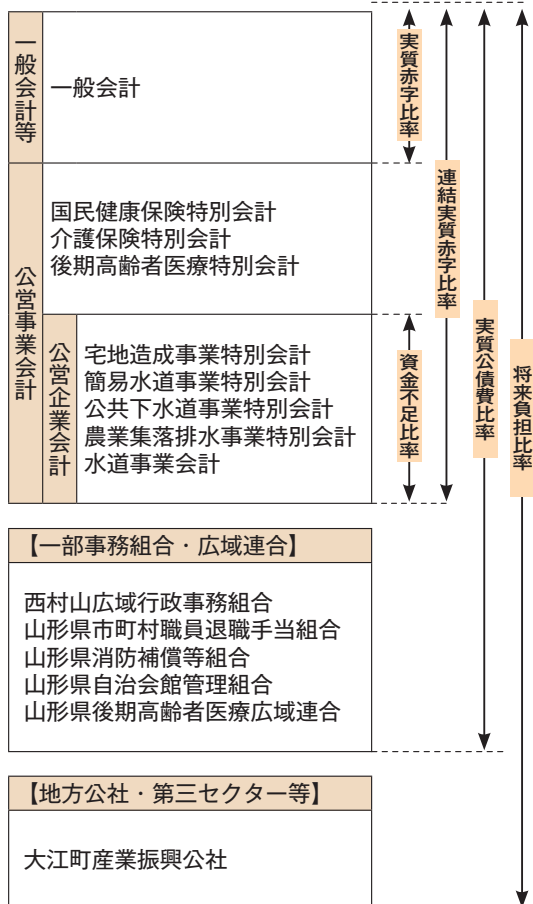 一般会計等
一般会計
実質赤字比率
連結実質赤字比率
実質公債費比率
将来負担比率
公営事業会計
国民健康保険特別会計
介護保険特別会計
後期高齢者医療特別会計
公営企業会計
宅地造成事業特別会計
簡易水道事業特別会計
公共下水道事業特別会計
農業集落排水事業特別会計
水道事業会計
資金不足比率
【一部事務組合・広域連合】
西村山広域行政事務組合
山形県市町村職員退職手当組合
山形県消防補償等組合
山形県自治会館管理組合
山形県後期高齢者医療広域連合
【地方公社・第三セクター等】
大江町産業振興公社